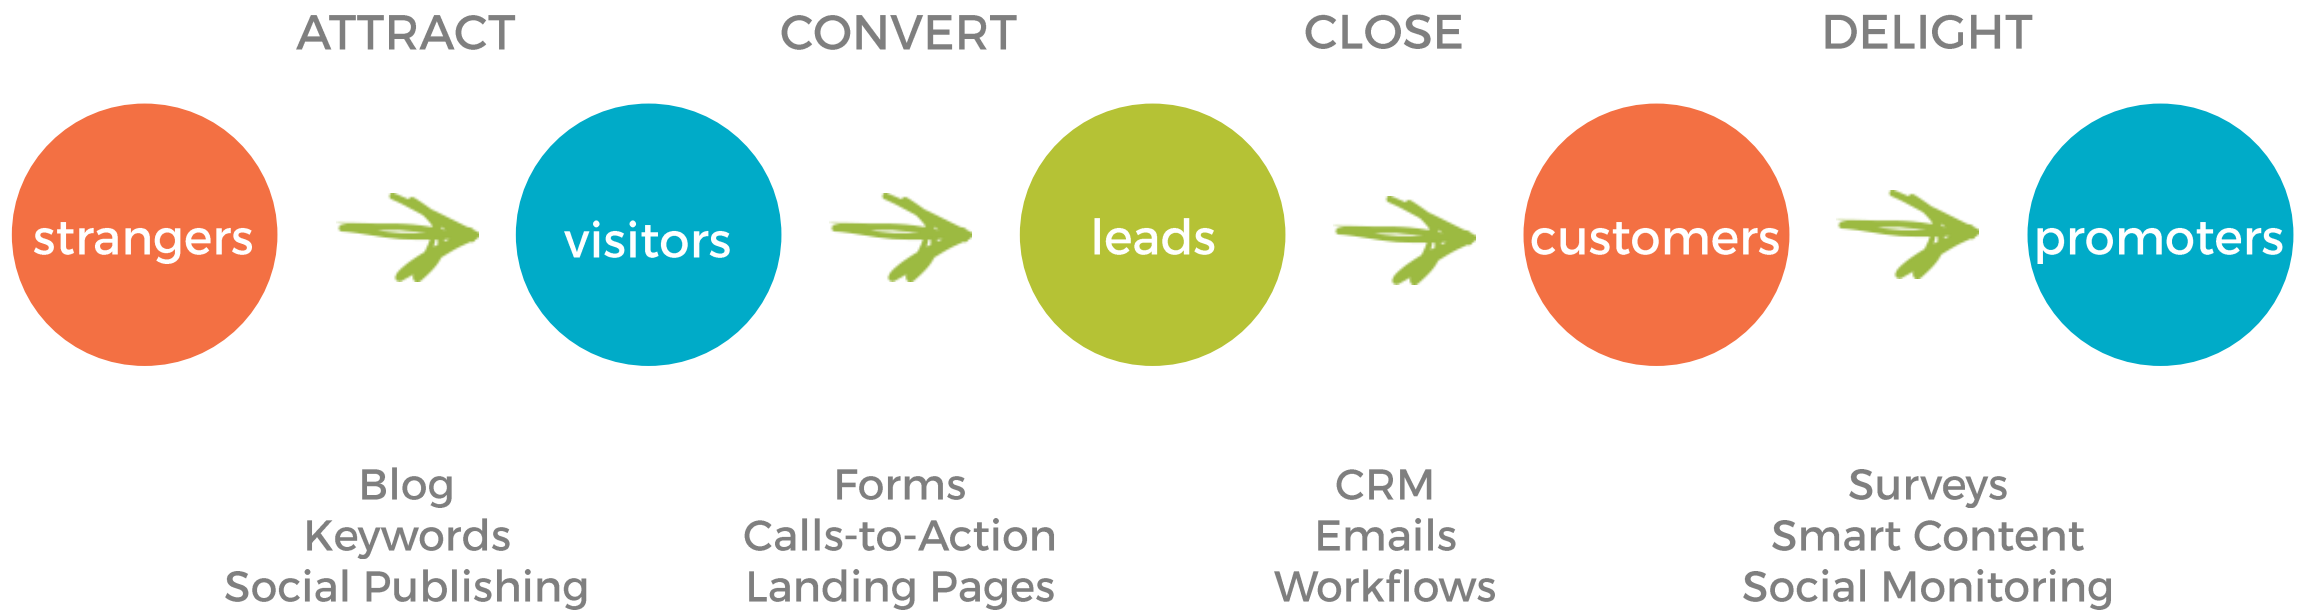 ATTRACT
CONVERT
CLOSE
DELIGHT
strangers
visitors
leads
customers
promoters
Blog
Keywords
Social Publishing
Forms
Calls-to-Action
Landing Pages
CRM
Emails
Workflows
Surveys
Smart Content
Social Monitoring